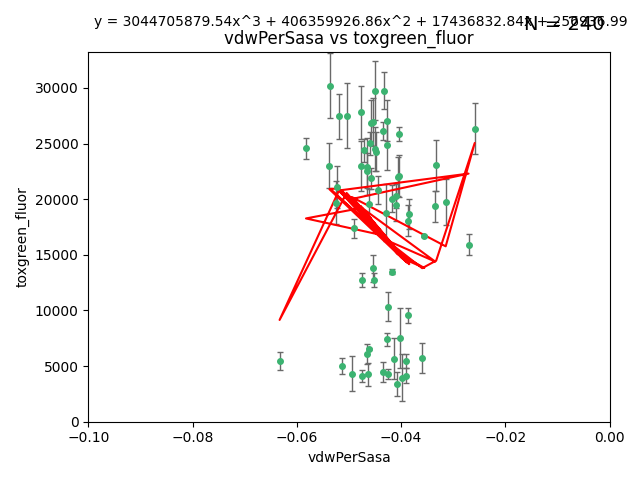 y = 3044705879.54x^3 + 406359926.86x^2 + 17436832.84x + 256936.99
N = 240
vdwPerSasa vs toxgreen_fluor
30000
25000
20000
15000
10000
5000
0
toxgreen_fluor
−0.10
−0.08
−0.06
−0.04
−0.02
0.00
vdwPerSasa